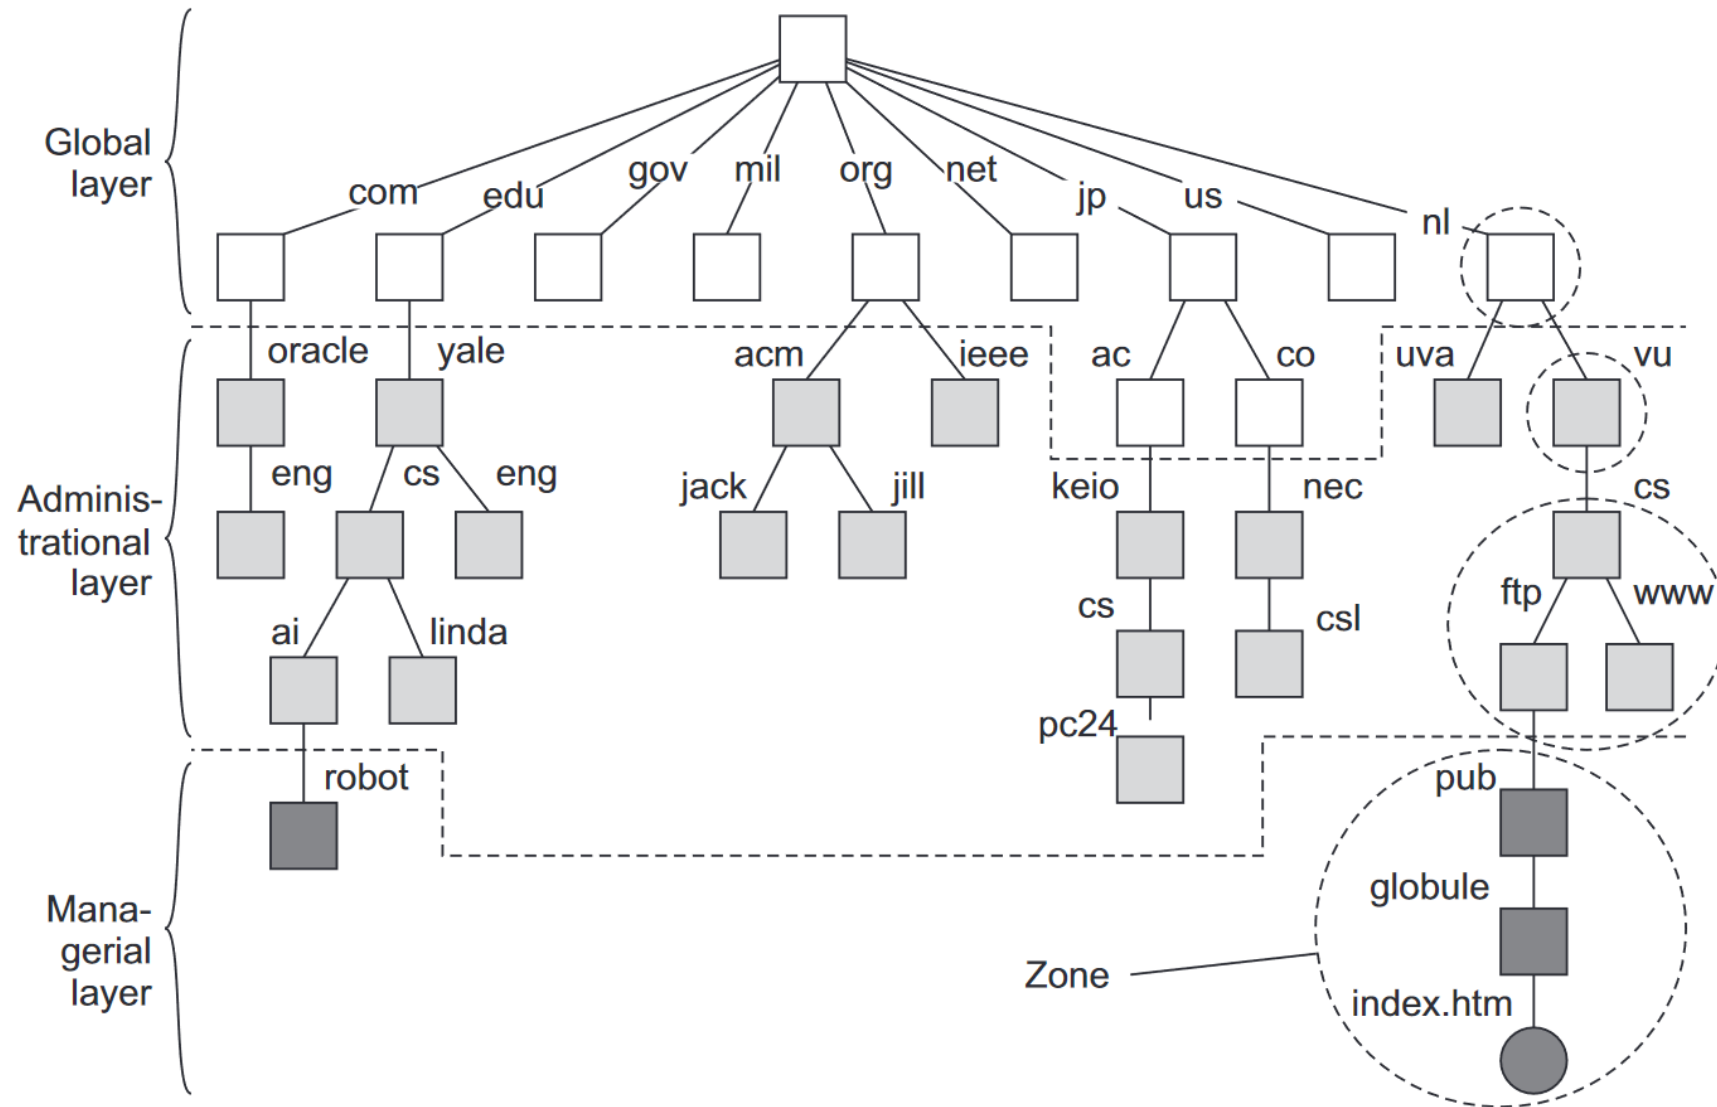 Global
layer
com
edu
gov
mil
org
net
jp
us
nl
oracle
yale
acm
ieee
ac
co
uva
vu
Adminis-
trational
layer
eng
cs
eng
jack
jill
keio
nec
cs
ai
linda
cs
csl
ftp
www
pc24
robot
pub
Mana-
gerial
layer
globule
Zone
index.htm